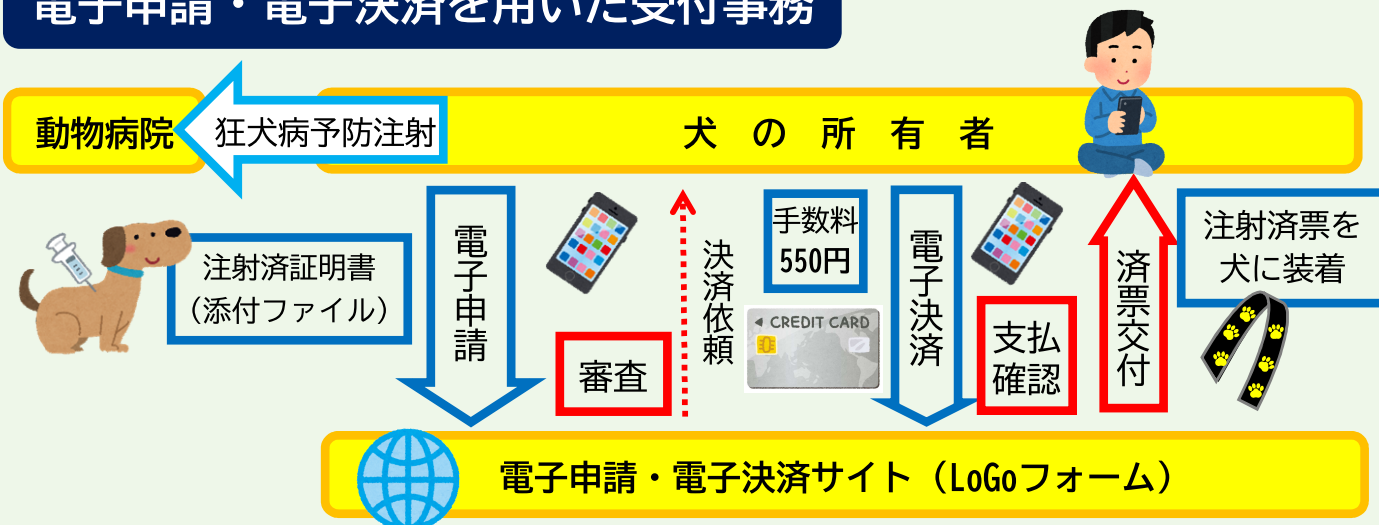 電子申請・電子決済を用いた受付事務
動物病院
狂犬病予防注射
犬の所有者
注射済証明書
（添付ファイル）
電子申請
審査
決済依頼
手数料
550円
CREDIT CARD
電子決済
支払
確認
済票交付
注射済票を
犬に装着
電子申請・電子決済サイト（LoGoフォーム）